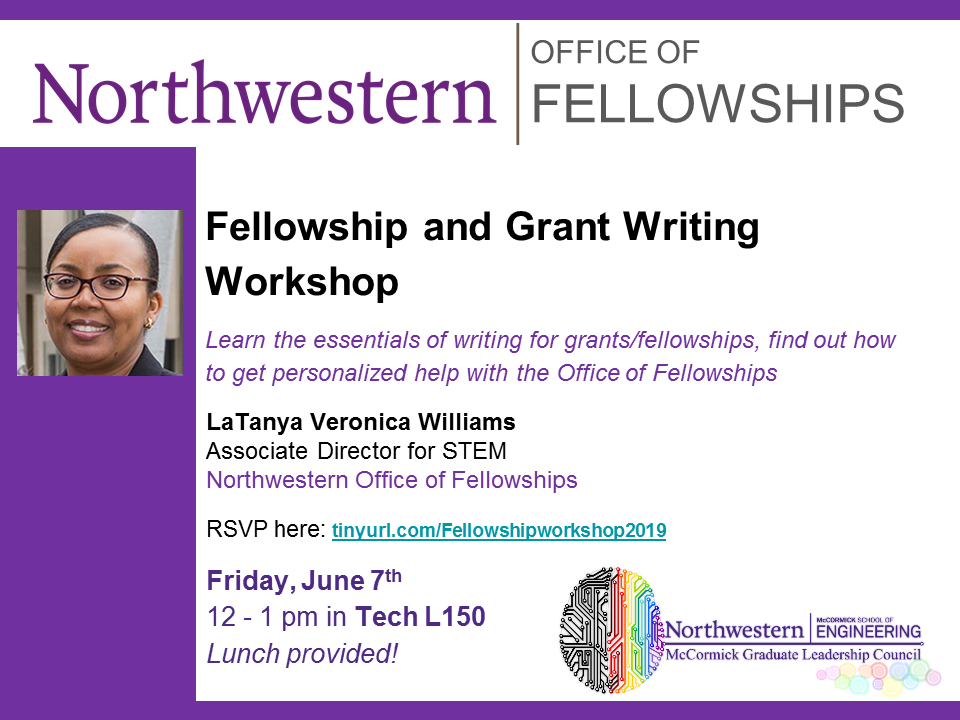 Northwestern
OFFICE OF
FELLOWSHIPS
Fellowship and Grant Writing
Workshop
Learn the essentials of writing for grants/fellowships, find out how
to get personalized help with the Office of Fellowships
LaTanya Veronica Williams
Associate Director for STEM
Northwestern Office of Fellowships
RSVP here: tinyurl.com/Fellowshipworkshop2019
Friday, June 7th
12 - 1 pm in Tech L150
Lunch provided!
Northwestern
McCORMICK SCHOOL OF
ENGINEERING
McCormick Graduate Leadership Council